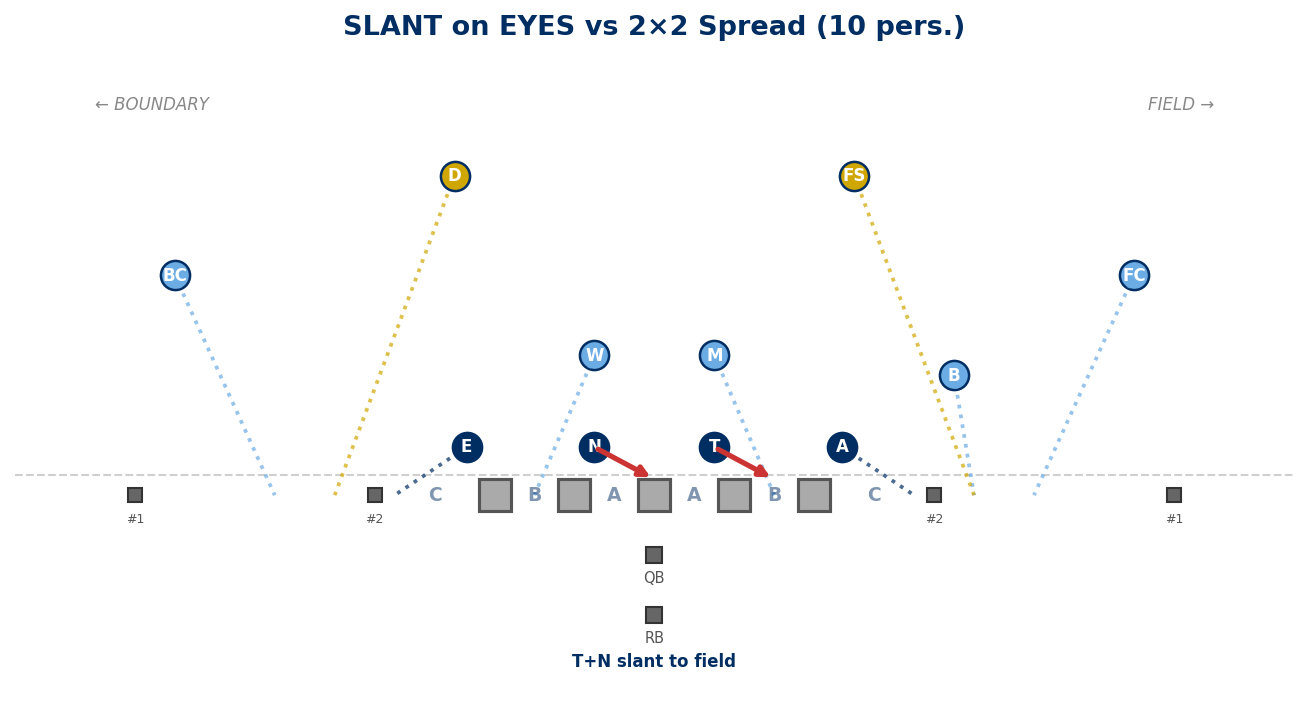 SLANT on EYES vs 2×2 Spread (10 pers.)
← BOUNDARY
FIELD →
D
FS
BC
FC
W
M
B
E
N
T
A
C
B
A
A
B
C
#1
#2
#2
#1
QB
RB
T+N slant to field